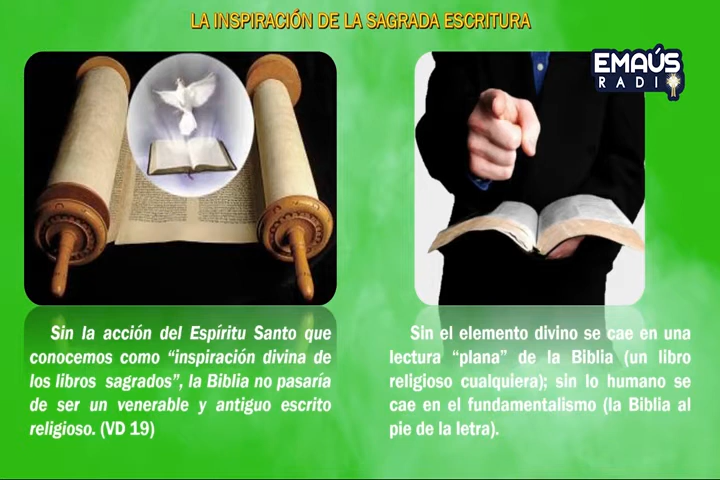 LA INSPIRACIÓN DE LA SAGRADA ESCRITURA
EMAÚS
RADIO
Sin la acción del Espíritu Santo que
conocemos como “inspiración divina de
los libros sagrados”, la Biblia no pasaría
de ser un venerable y antiguo escrito
religioso. (VD 19)
Sin el elemento divino se cae en una
lectura “plana” de la Biblia (un libro
religioso cualquiera); sin lo humano se
cae en el fundamentalismo (la Biblia al
pie de la letra).